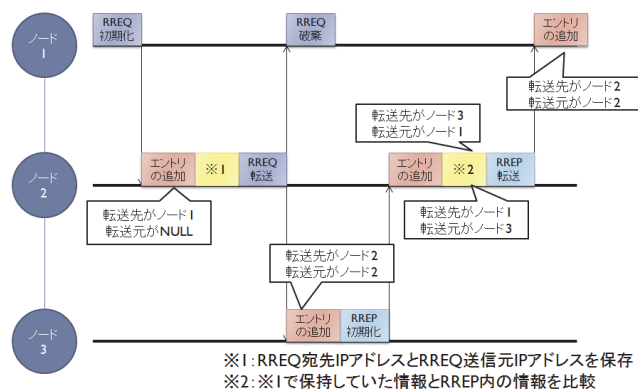 ノード
1
RREQ
初期化
RREQ
破棄
エントリ
の追加
転送先がノード2
転送元がノード2
転送先がノード3
転送元がノード1
ノード
2
エントリ
の追加
※1
RREQ
転送
エントリ
の追加
※2
RREP
転送
転送先がノード1
転送元がNULL
転送先がノード1
転送元がノード3
転送先がノード2
転送元がノード2
ノード
3
エントリ
の追加
RREP
初期化
※1:RREQ宛先IPアドレスとRREQ送信元IPアドレスを保存
※2:※1で保持していた情報とRREP内の情報を比較